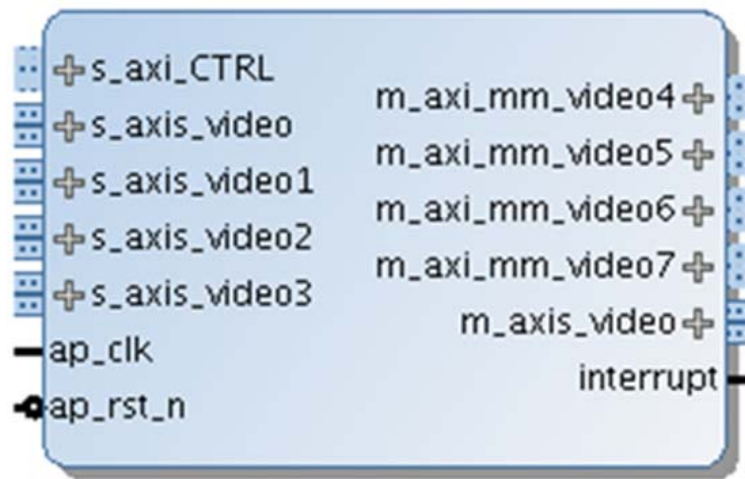 s_axi_CTRL
s_axis_video
s_axis_video1
s_axis_video2
s_axis_video3
ap_clk
ap_rst_n
m_axi_mm_video4
m_axi_mm_video5
m_axi_mm_video6
m_axi_mm_video7
m_axis_video
interrupt